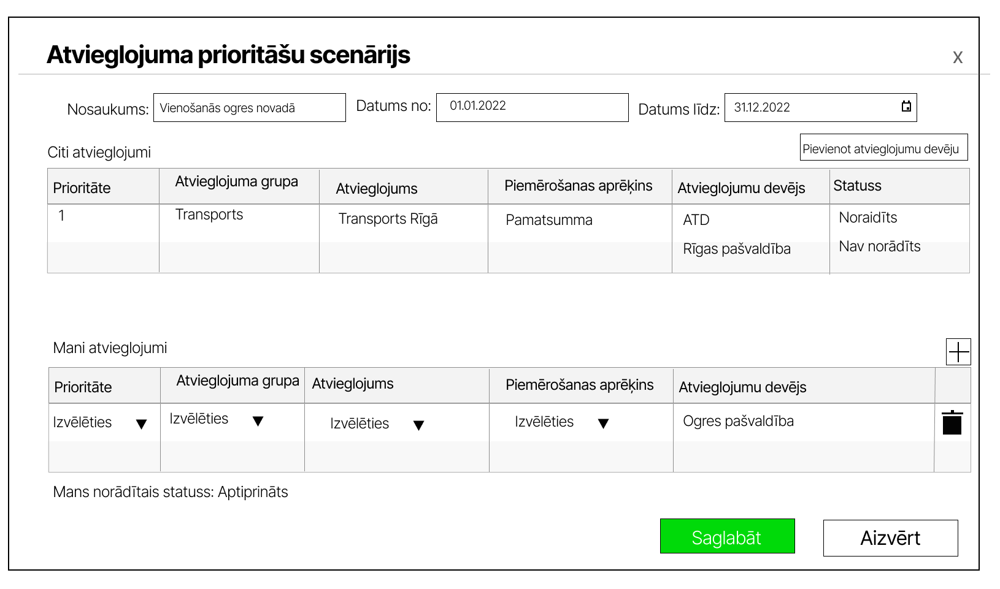 Atvieglojuma prioritāšu scenārijs
x
Nosaukums: Vienošanās ogres novadā Datums no: 01.01.2022 Datums līdz: 31.12.2022
Pievienot atvieglojumu devēju
Citi atvieglojumi
Prioritāte Atvieglojuma grupa Atvieglojums Piemērošanas aprēķins Atvieglojumu devējs Statuss
1 Transports Transports Rīgā Pamatsumma ATD Noraidīts
Rīgas pašvaldība Nav norādīts
Mani atvieglojumi
Prioritāte Atvieglojuma grupa Atvieglojums Piemērošanas aprēķins Atvieglojumu devējs
Izvēlēties Izvēlēties Izvēlēties Izvēlēties Ogres pašvaldība
Mans norādītais statuss: Aptiprināts
Saglabāt Aizvērt